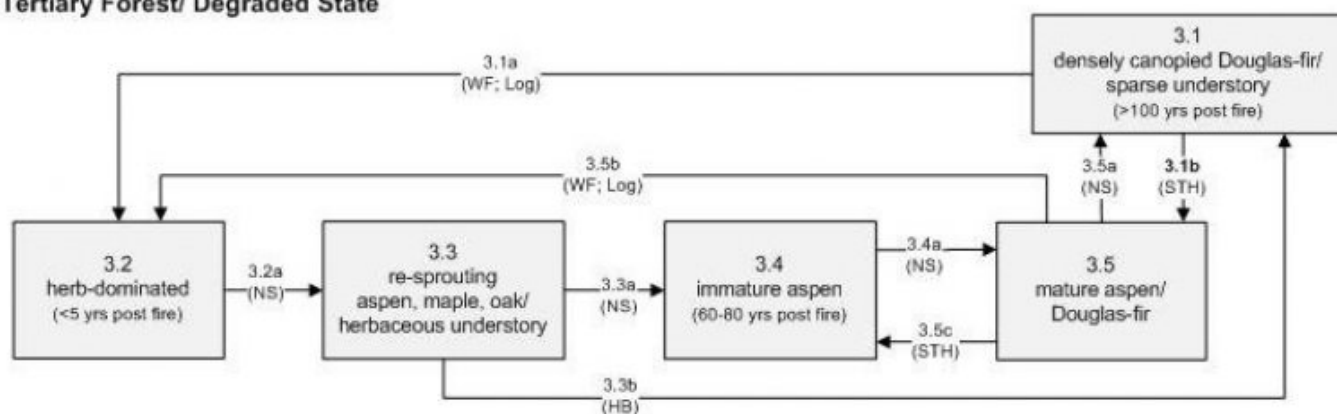 Tertiary Forest/ Degraded State
3.1
densely canopied Douglas-fir/
sparse understory
(>100 yrs post fire)
3.1a
(WF; Log)
3.5b
(WF; Log)
3.5a
(NS)
3.1b
(STH)
3.2
herb-dominated
(<5 yrs post fire)
3.2a
(NS)
3.3
re-sprouting
aspen, maple, oak/
herbaceous understory
3.3a
(NS)
3.4
immature aspen
(60-80 yrs post fire)
3.4a
(NS)
3.5c
(STH)
3.5
mature aspen/
Douglas-fir
3.3b
(HB)